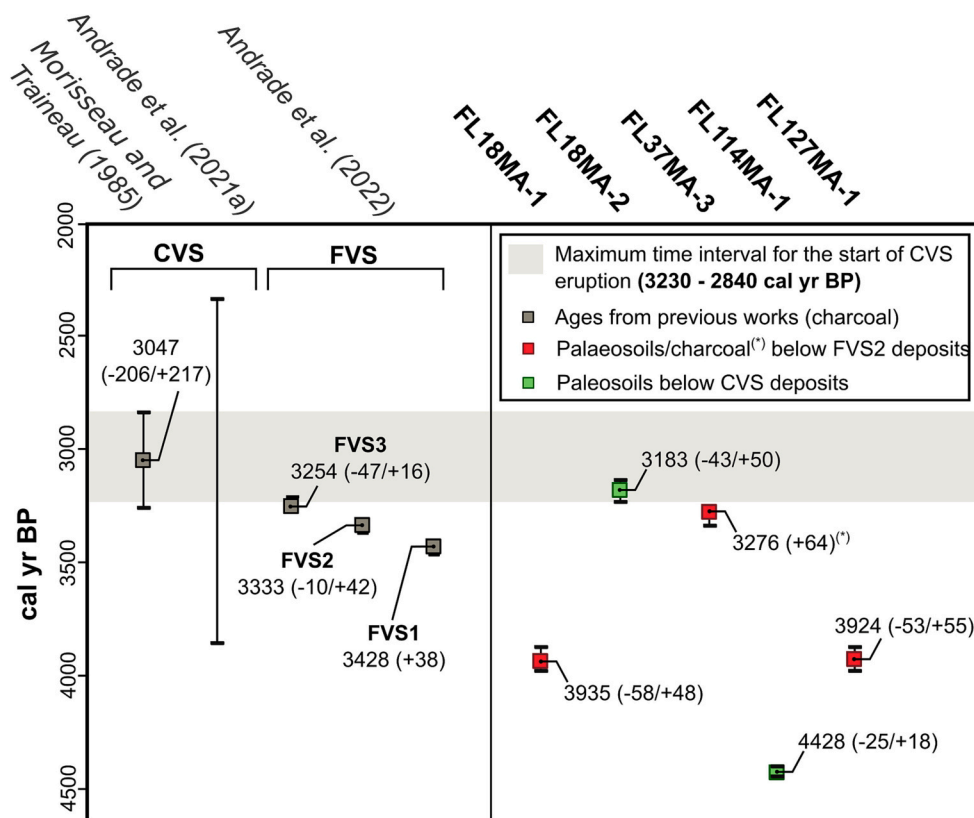 Morisseau and
Traineau (1985)
Andrade et al. (2021a)
Andrade et al. (2022)
FL18MA-1
FL18MA-2
FL37MA-3
FL114MA-1
FL127MA-1
cal yr BP
2000
2500
3000
3500
4000
4500
CVS
FVS
3047
(-206/+217)
FVS3
3254 (-47/+16)
FVS2
3333 (-10/+42)
FVS1
3428 (+38)
Maximum time interval for the start of CVS
eruption (3230 - 2840 cal yr BP)
Ages from previous works (charcoal)
Palaeosoils/charcoal(*) below FVS2 deposits
Paleosoils below CVS deposits
3183 (-43/+50)
3276 (+64)(*)
3924 (-53/+55)
3935 (-58/+48)
4428 (-25/+18)